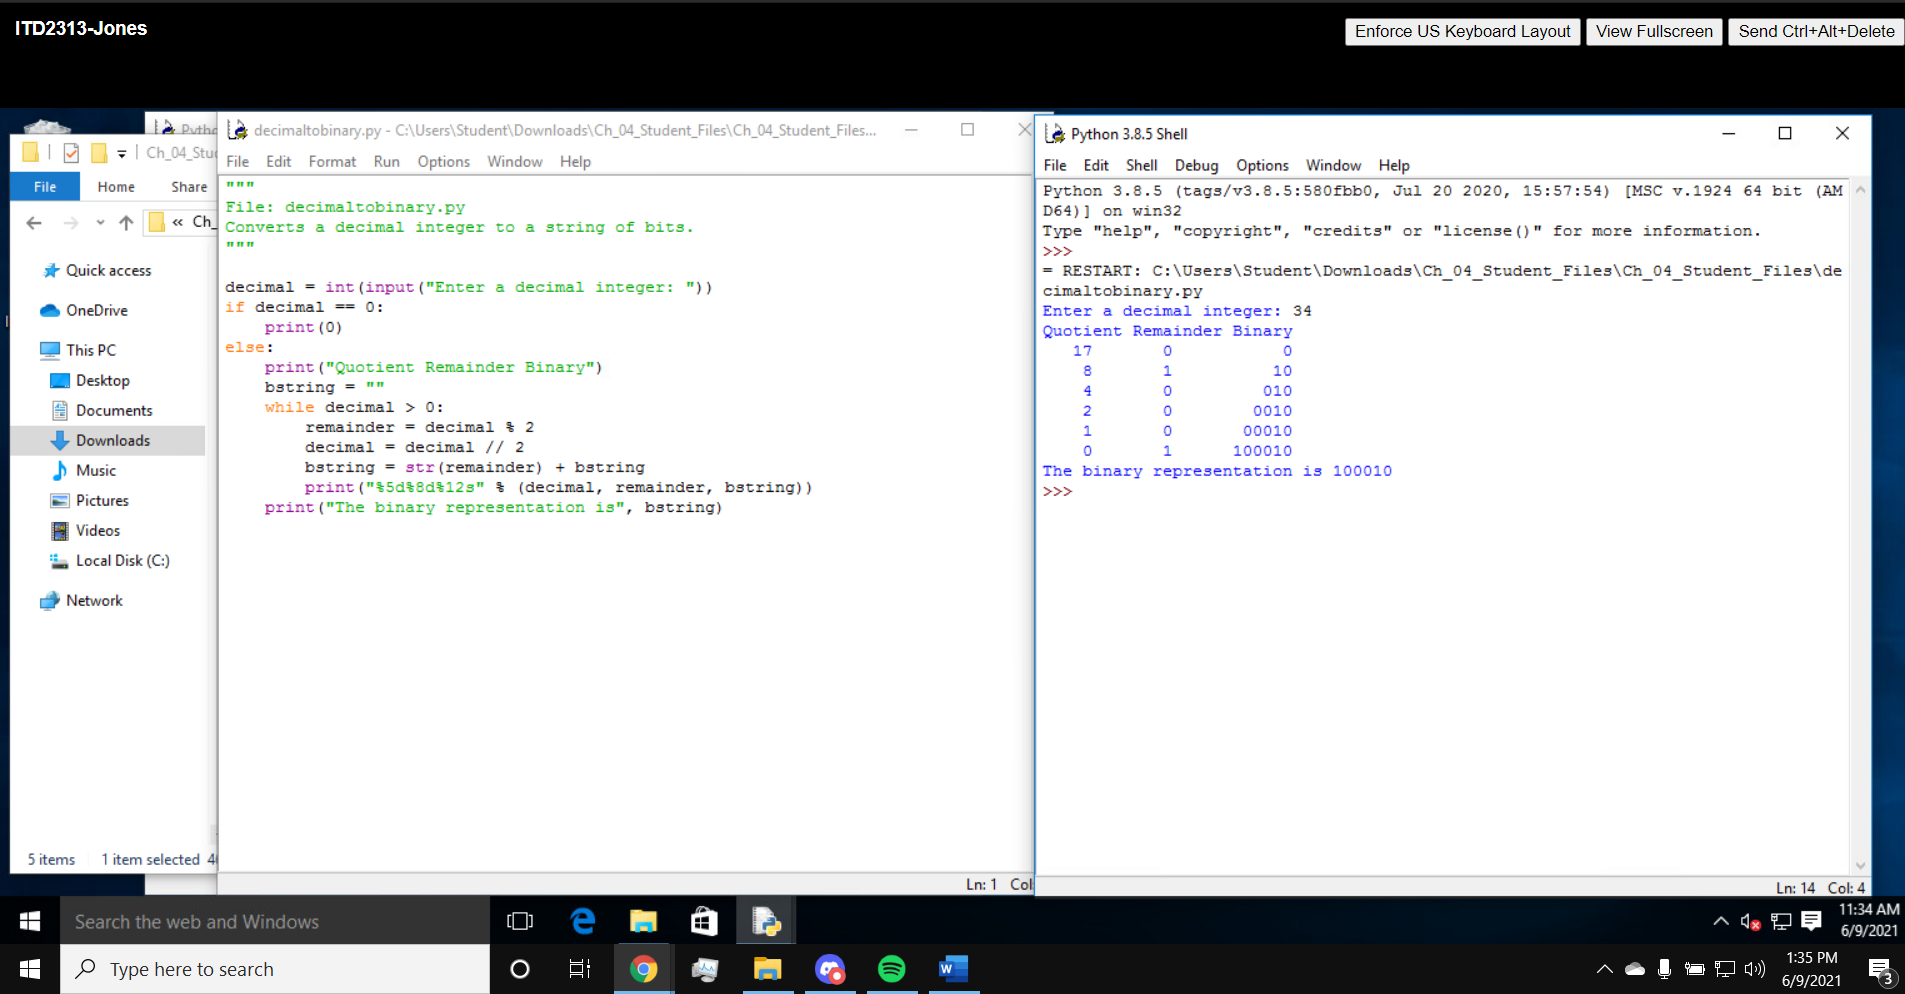 ITD2313-Jones
Enforce US Keyboard Layout
View Fullscreen
Send Ctrl+Alt+Delete
Ch_04_Stu
File Home Share
« Ch_
Quick access
OneDrive
This PC
Desktop
Documents
Downloads
Music
Pictures
Videos
Local Disk (C:)
Network
5 items 1 item selected
decimaltobinary.py - C:\Users\Student\Downloads\Ch_04_Student_Files\Ch_04_Student_Files...
File Edit Format Run Options Window Help
"""
File: decimaltobinary.py
Converts a decimal integer to a string of bits.
"""
decimal = int(input("Enter a decimal integer: "))
if decimal == 0:
    print(0)
else:
    print("Quotient Remainder Binary")
    bstring = ""
    while decimal > 0:
        remainder = decimal % 2
        decimal = decimal // 2
        bstring = str(remainder) + bstring
        print("%5d%8d%12s" % (decimal, remainder, bstring))
    print("The binary representation is", bstring)
Ln: 1 Col:
Python 3.8.5 Shell
File Edit Shell Debug Options Window Help
Python 3.8.5 (tags/v3.8.5:580fbb0, Jul 20 2020, 15:57:54) [MSC v.1924 64 bit (AM
D64)] on win32
Type "help", "copyright", "credits" or "license()" for more information.
>>>
= RESTART: C:\Users\Student\Downloads\Ch_04_Student_Files\Ch_04_Student_Files\de
cimaltobinary.py
Enter a decimal integer: 34
Quotient Remainder Binary
   17       0           0
    8       1          10
    4       0         010
    2       0        0010
    1       0       00010
    0       1      100010
The binary representation is 100010
>>>
Ln: 14 Col: 4
Search the web and Windows
11:34 AM
6/9/2021
Type here to search
1:35 PM
6/9/2021
3